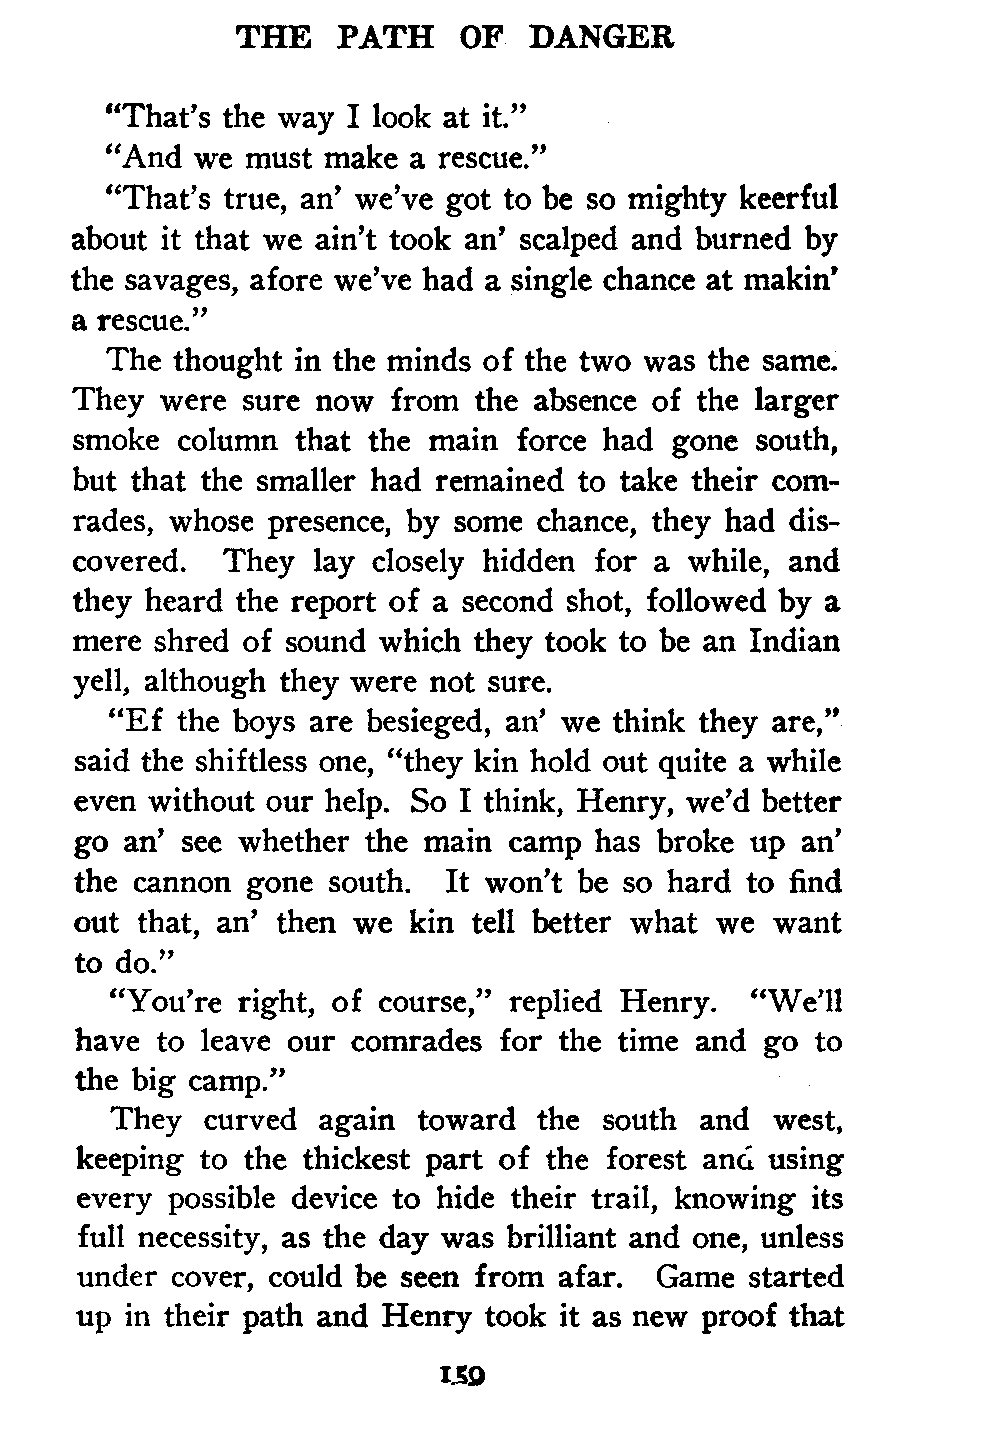 THE PATH OF DANGER
“That’s the way I look at it.”
“And we must make a rescue.”
“That’s true, an’ we’ve got to be so mighty keerful
about it that we ain’t took an’ scalped and burned by
the savages, afore we’ve had a single chance at makin’
a rescue.”
The thought in the minds of the two was the same.
They were sure now from the absence of the larger
smoke column that the main force had gone south,
but that the smaller had remained to take their com-
rades, whose presence, by some chance, they had dis-
covered. They lay closely hidden for a while, and
they heard the report of a second shot, followed by a
mere shred of sound which they took to be an Indian
yell, although they were not sure.
“Ef the boys are besieged, an’ we think they are,”
said the shiftless one, “they kin hold out quite a while
even without our help. So I think, Henry, we’d better
go an’ see whether the main camp has broke up an’
the cannon gone south. It won’t be so hard to find
out that, an’ then we kin tell better what we want
to do.”
“You’re right, of course,” replied Henry. “We’ll
have to leave our comrades for the time and go to
the big camp.”
They curved again toward the south and west,
keeping to the thickest part of the forest and using
every possible device to hide their trail, knowing its
full necessity, as the day was brilliant and one, unless
under cover, could be seen from afar. Game started
up in their path and Henry took it as new proof that
159